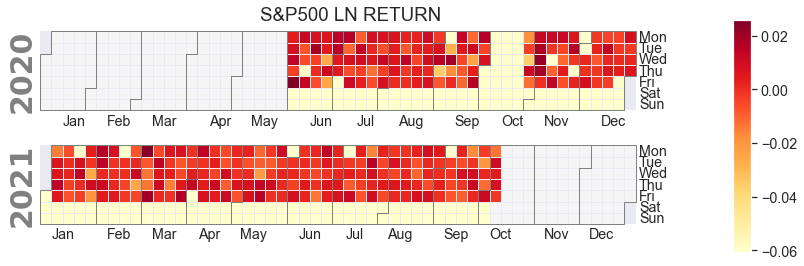 S&P500 LN RETURN
2020
Mon
Tue
Wed
Thu
Fri
Sat
Sun
Jan Feb Mar Apr May Jun Jul Aug Sep Oct Nov Dec
2021
Mon
Tue
Wed
Thu
Fri
Sat
Sun
Jan Feb Mar Apr May Jun Jul Aug Sep Oct Nov Dec
0.02
0.00
−0.02
−0.04
−0.06